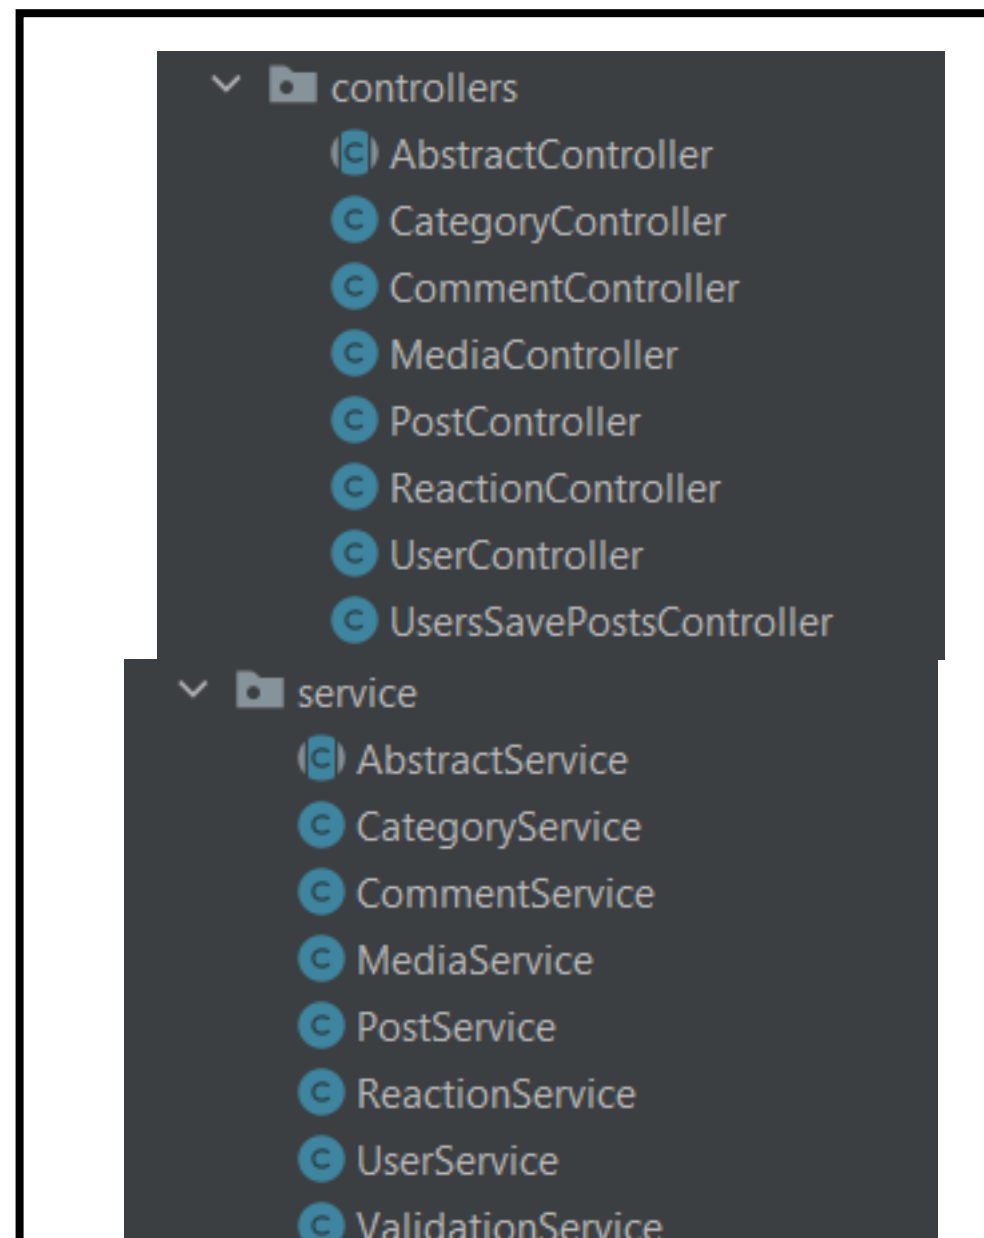 controllers
AbstractController
CategoryController
CommentController
MediaController
PostController
ReactionController
UserController
UsersSavePostsController
service
AbstractService
CategoryService
CommentService
MediaService
PostService
ReactionService
UserService
ValidationService